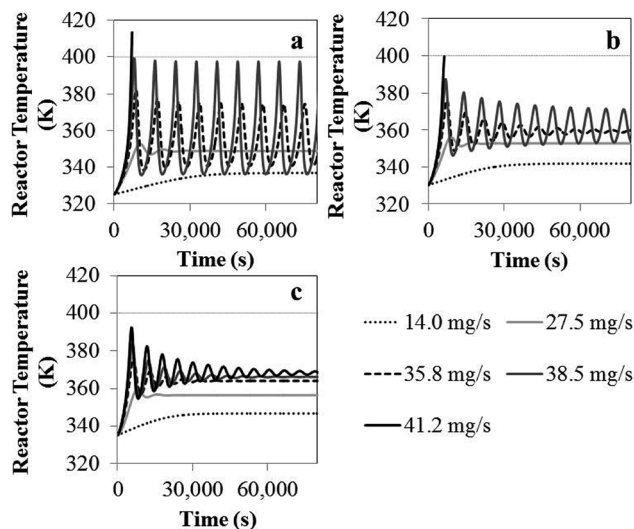 a
420
400
380
360
340
320
0
30,000
60,000
Time (s)
Reactor Temperature
(K)
b
420
400
380
360
340
320
0
30,000
60,000
Time (s)
Reactor Temperature
(K)
c
420
400
380
360
340
320
0
30,000
60,000
Time (s)
Reactor Temperature
(K)
14.0 mg/s
27.5 mg/s
35.8 mg/s
38.5 mg/s
41.2 mg/s